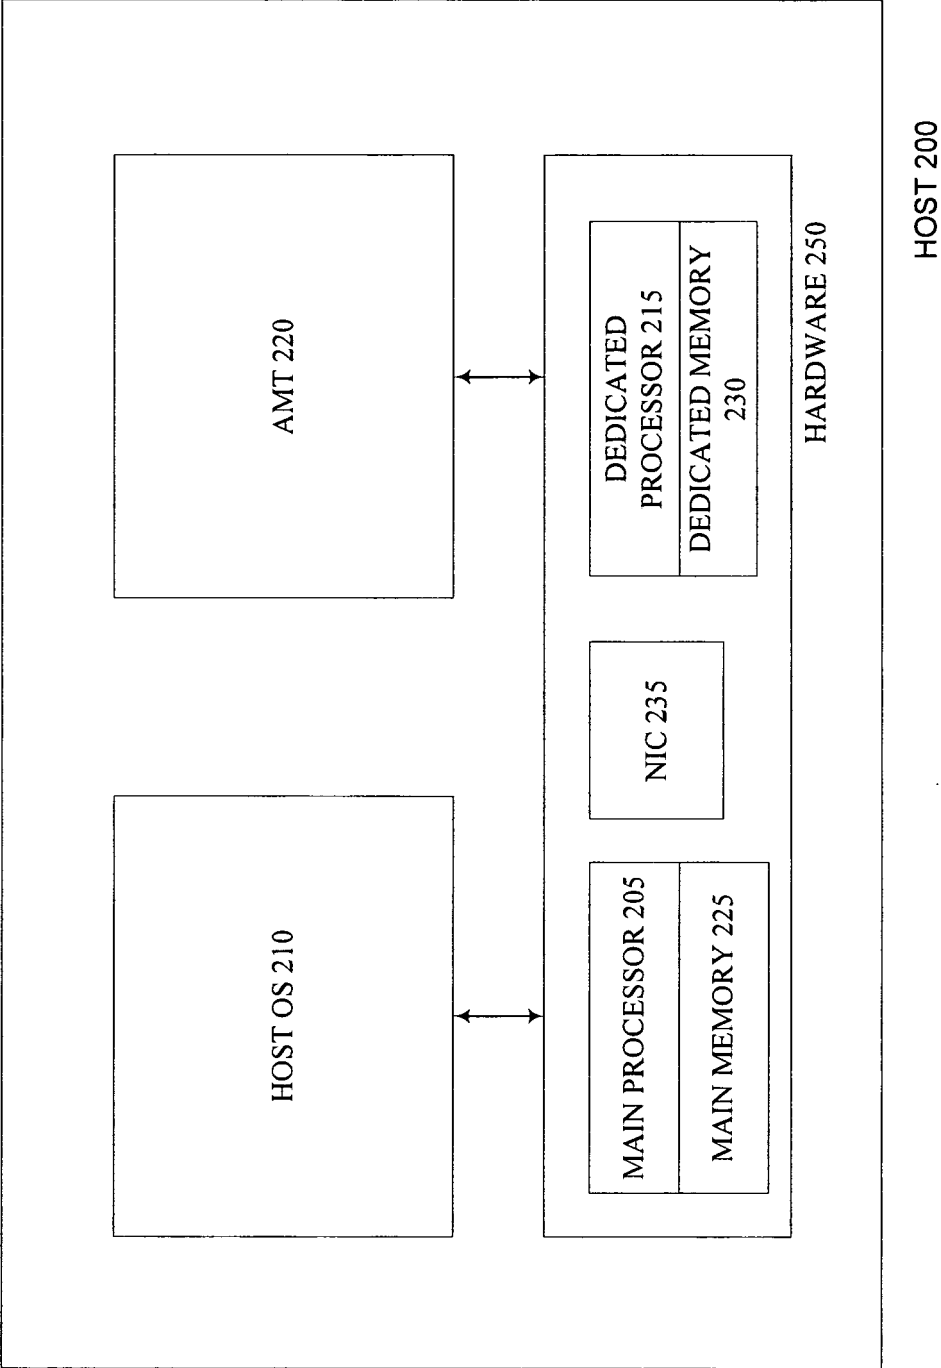 HOST OS 210
AMT 220
MAIN PROCESSOR 205
MAIN MEMORY 225
NIC 235
DEDICATED
PROCESSOR 215
DEDICATED MEMORY
230
HARDWARE 250
HOST 200